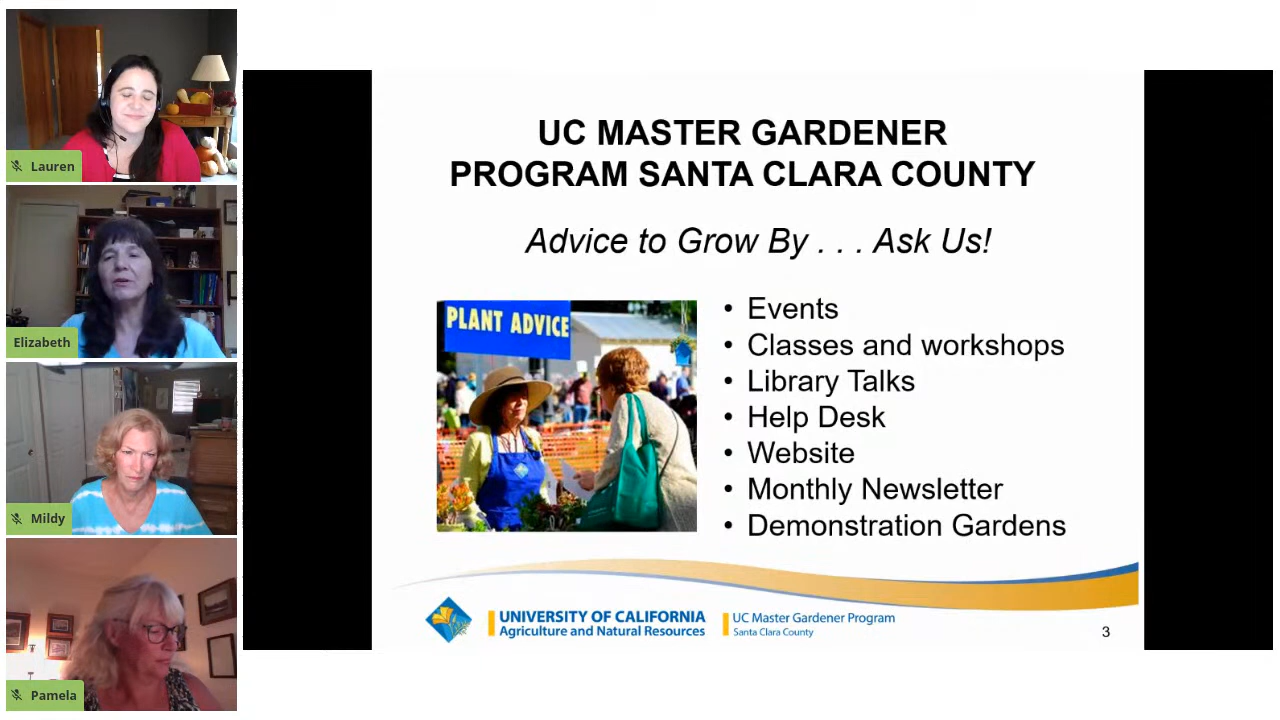 Lauren
Elizabeth
Mildy
Pamela
UC MASTER GARDENER
PROGRAM SANTA CLARA COUNTY
Advice to Grow By . . . Ask Us!
PLANT ADVICE
• Events
• Classes and workshops
• Library Talks
• Help Desk
• Website
• Monthly Newsletter
• Demonstration Gardens
UNIVERSITY OF CALIFORNIA
Agriculture and Natural Resources
UC Master Gardener Program
Santa Clara County
3